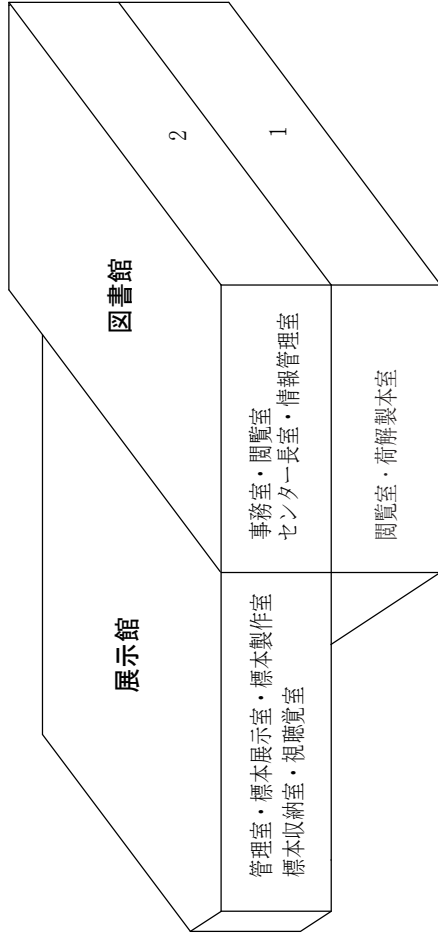 展示館
図書館
管理室・標本展示室・標本製作室
標本収納室・視聴覚室
事務室・閲覧室
センター長室・情報管理室
2
閲覧室・荷解製本室
1